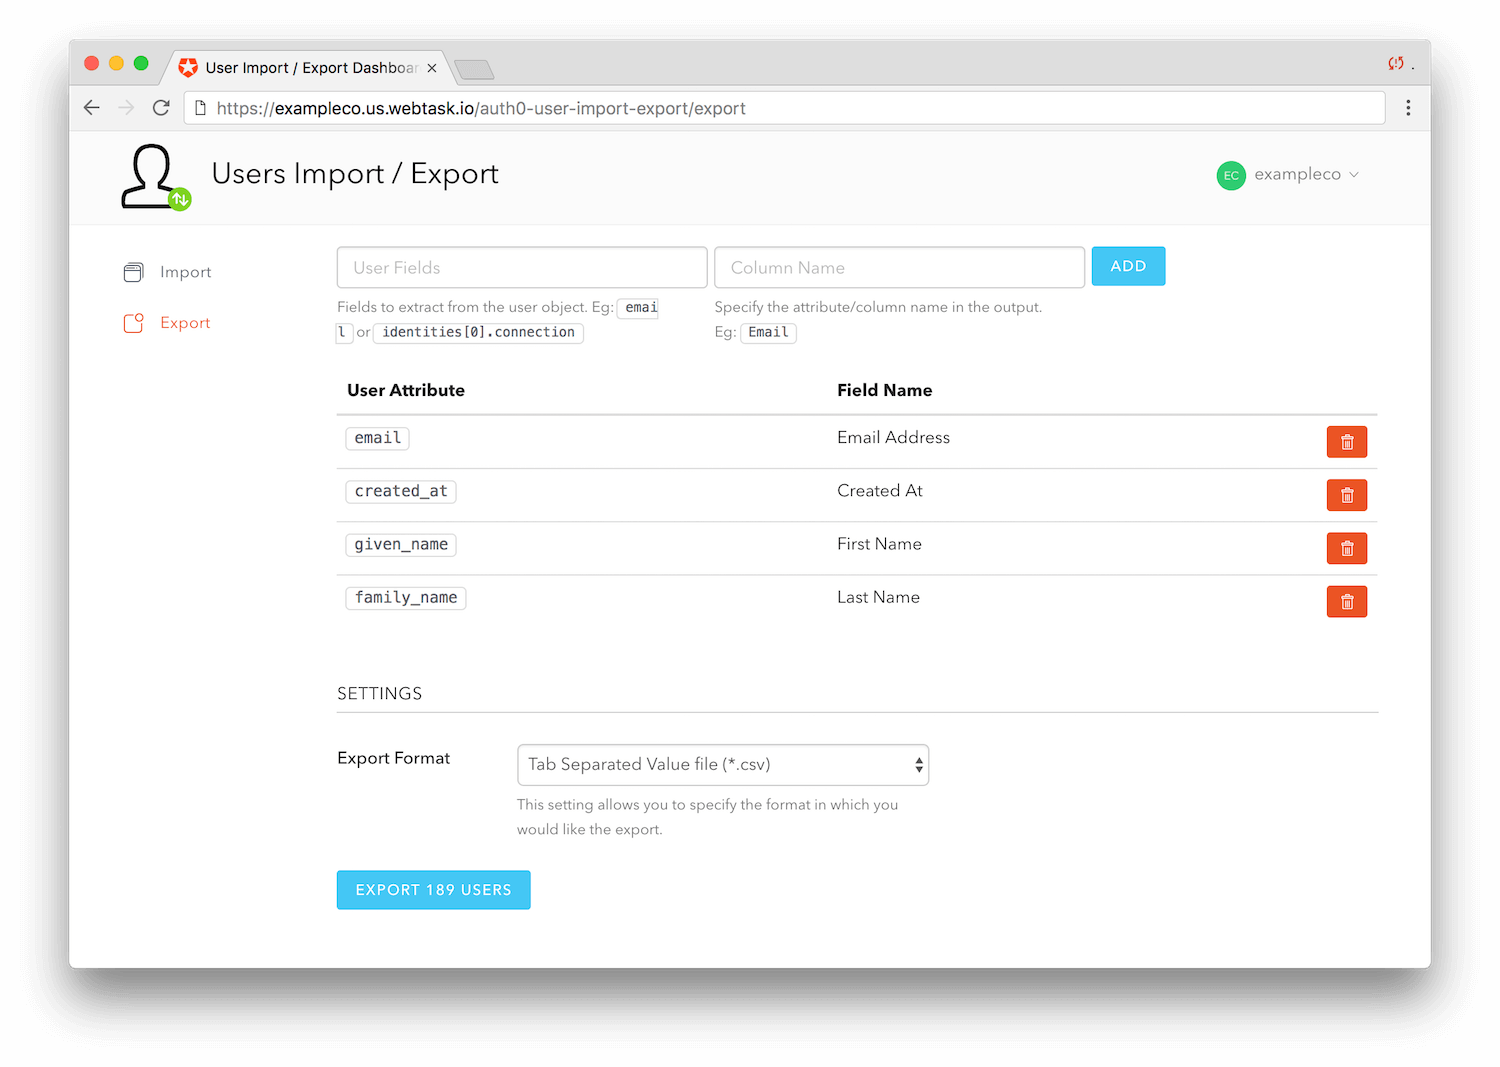 User Import / Export Dashboar
https://exampleco.us.webtask.io/auth0-user-import-export/export
Users Import / Export
EC exampleco
Import
Export
User Fields
Column Name
ADD
Fields to extract from the user object. Eg: emai
l or identities[0].connection
Specify the attribute/column name in the output.
Eg: Email
User Attribute Field Name
email Email Address
created_at Created At
given_name First Name
family_name Last Name
SETTINGS
Export Format
Tab Separated Value file (*.csv)
This setting allows you to specify the format in which you
would like the export.
EXPORT 189 USERS